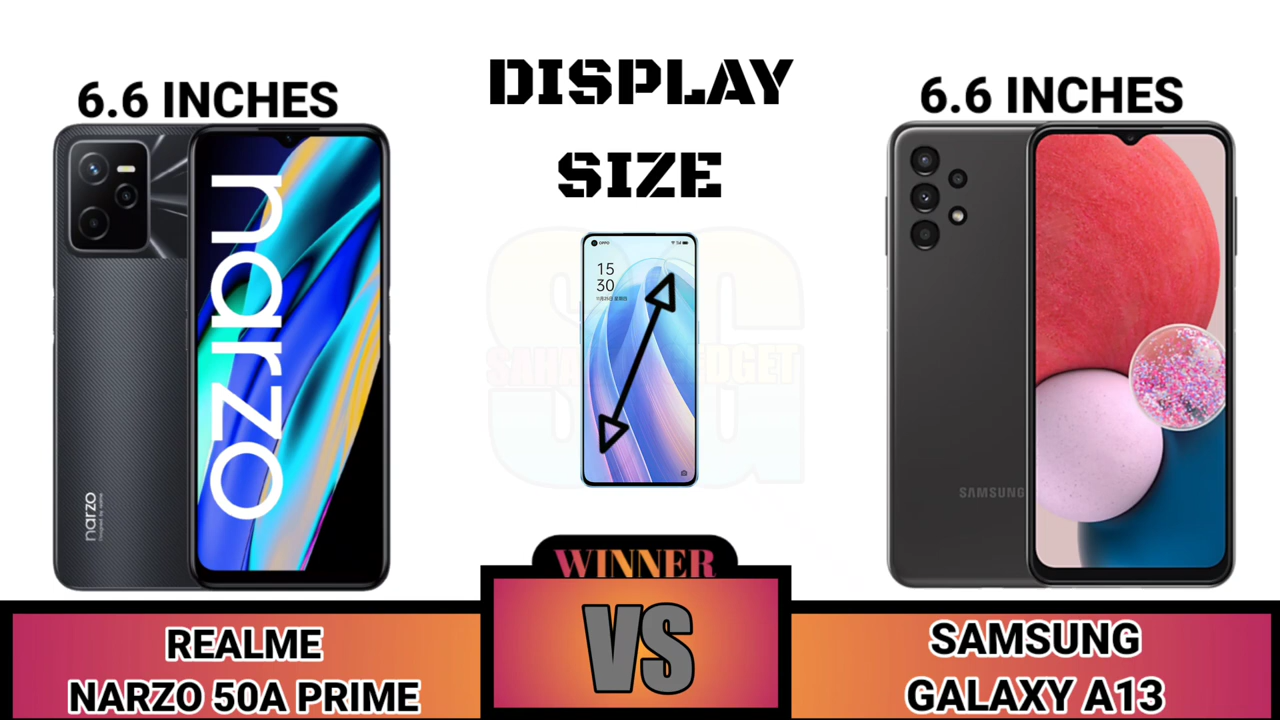 6.6 INCHES
DISPLAY
SIZE
6.6 INCHES
narzo
narzo
OPPO
15
30
SAMSUNG
WINNER
VS
REALME
NARZO 50A PRIME
SAMSUNG
GALAXY A13